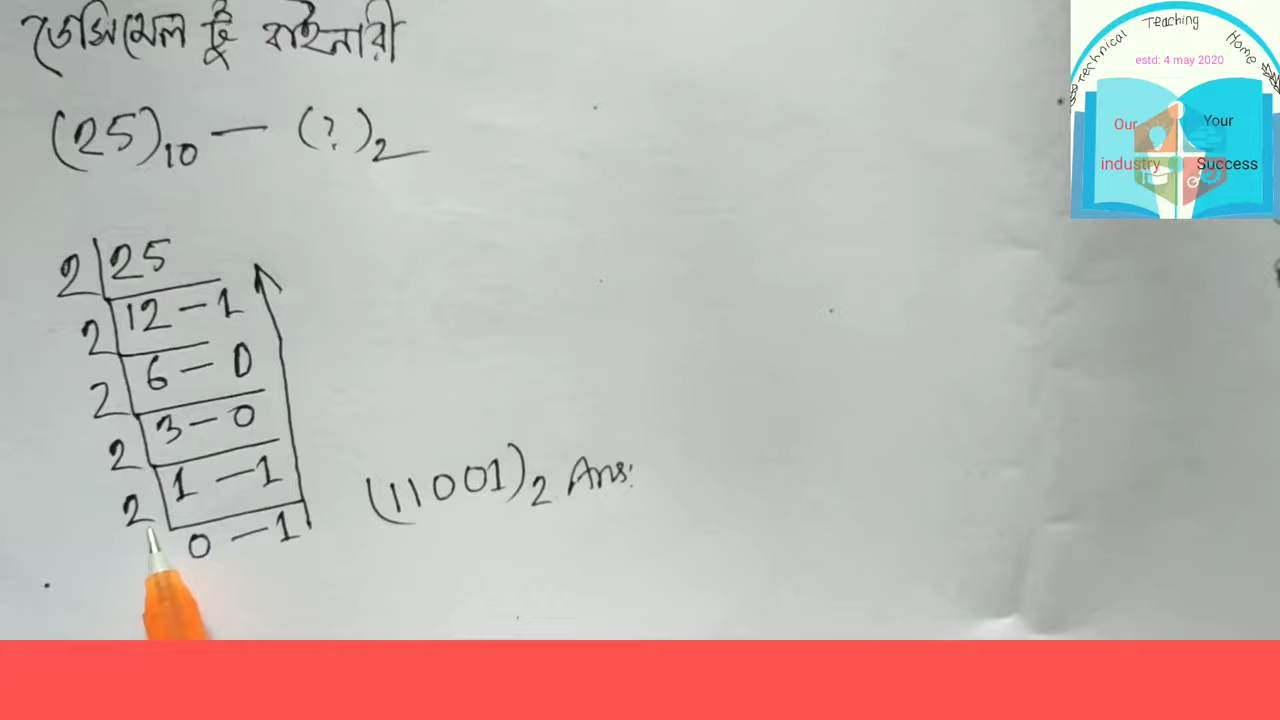 ডেসিমেল টু বাইনারী
(25)10 — (?)2
2 25
2 12 — 1
2 6 — 0
2 3 — 0
2 1 — 1
0 — 1
(11001)2 Ans:
Technical Teaching Home
estd: 4 may 2020
Our Your
industry Success